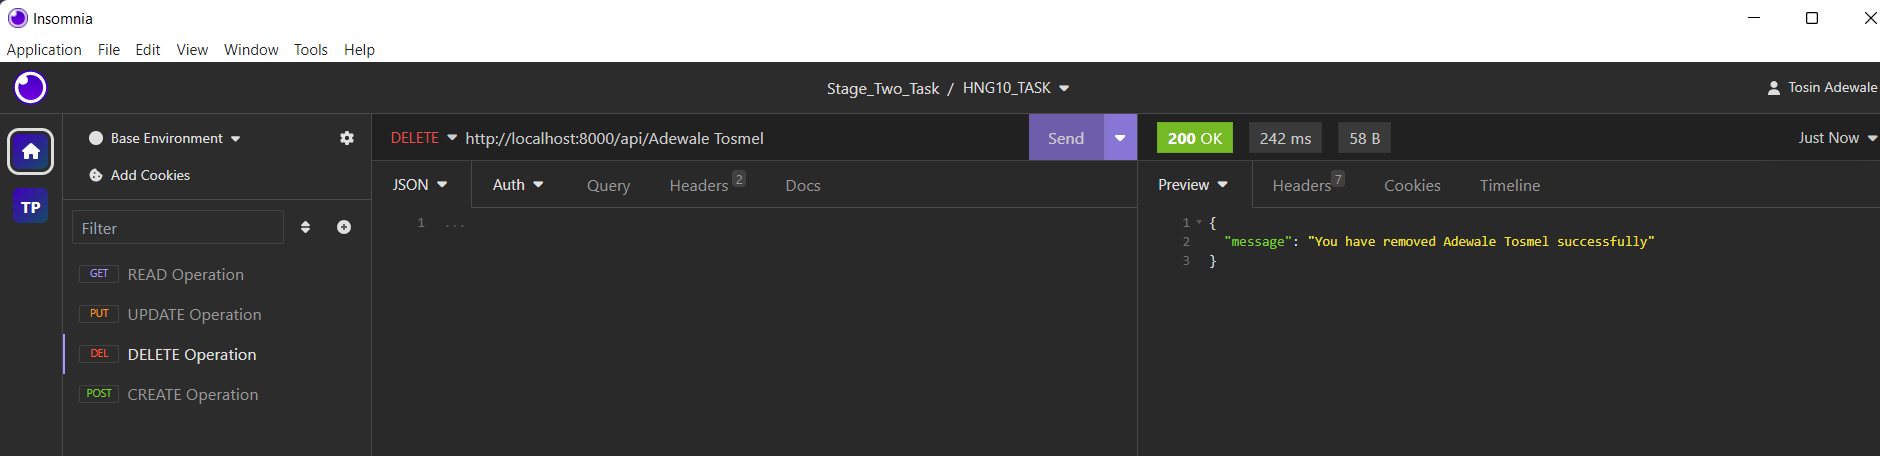 Insomnia
Application File Edit View Window Tools Help
Stage_Two_Task / HNG10_TASK
Tosin Adewale
TP
Base Environment
Add Cookies
Filter
GET READ Operation
PUT UPDATE Operation
DEL DELETE Operation
POST CREATE Operation
DELETE http://localhost:8000/api/Adewale Tosmel Send
JSON Auth Query Headers 2 Docs
1 ...
200 OK 242 ms 58 B Just Now
Preview Headers 7 Cookies Timeline
1 {
2 "message": "You have removed Adewale Tosmel successfully"
3 }